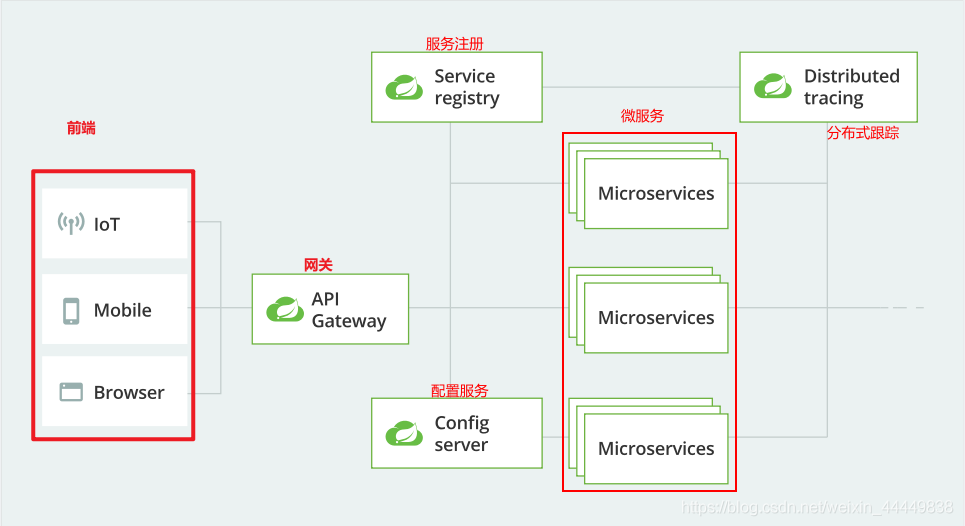 服务注册
Service
registry
Distributed
tracing
分布式跟踪
前端
微服务
IoT
Mobile
Browser
网关
API
Gateway
Microservices
Microservices
Microservices
配置服务
Config
server
https://blog.csdn.net/weixin_44449838